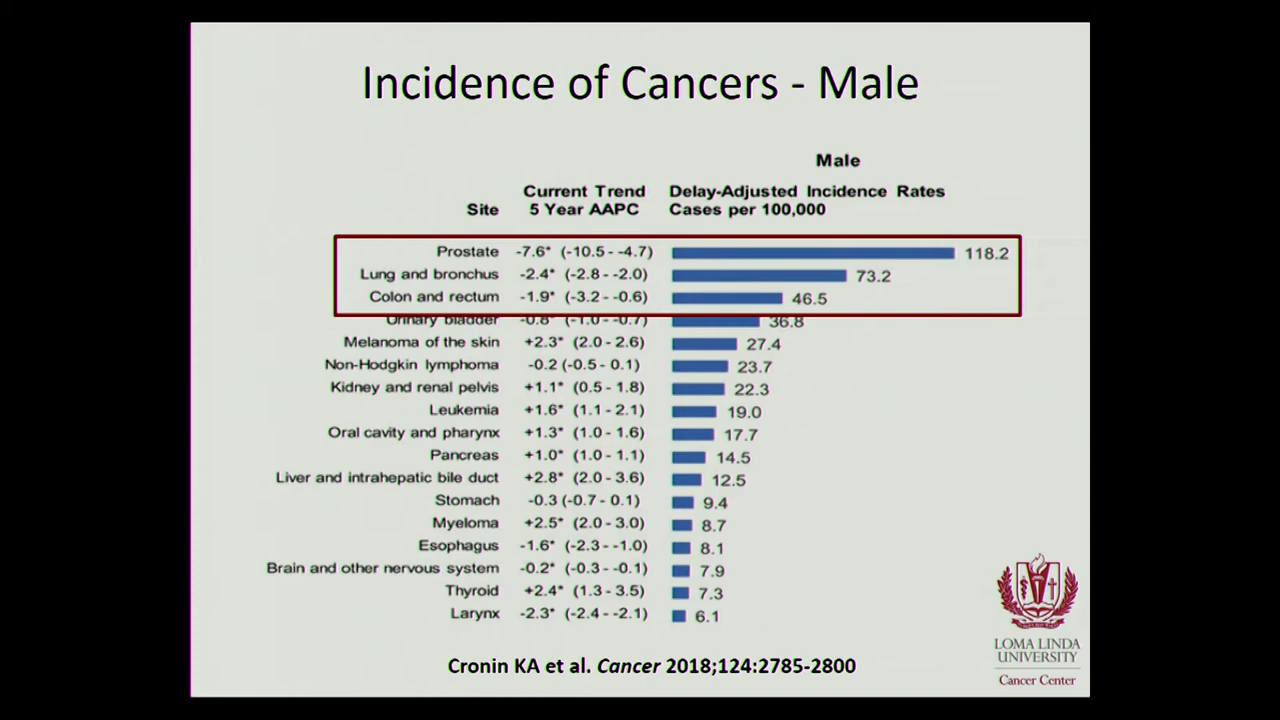 Incidence of Cancers - Male
Male
Current Trend Delay-Adjusted Incidence Rates
Site 5 Year AAPC Cases per 100,000
Prostate -7.6* (-10.5 - -4.7) 118.2
Lung and bronchus -2.4* (-2.8 - -2.0) 73.2
Colon and rectum -1.9* (-3.2 - -0.6) 46.5
Urinary bladder -0.8* (-1.0 - -0.7) 36.8
Melanoma of the skin +2.3* (2.0 - 2.6) 27.4
Non-Hodgkin lymphoma -0.2 (-0.5 - 0.1) 23.7
Kidney and renal pelvis +1.1* (0.5 - 1.8) 22.3
Leukemia +1.6* (1.1 - 2.1) 19.0
Oral cavity and pharynx +1.3* (1.0 - 1.6) 17.7
Pancreas +1.0* (1.0 - 1.1) 14.5
Liver and intrahepatic bile duct +2.8* (2.0 - 3.6) 12.5
Stomach -0.3 (-0.7 - 0.1) 9.4
Myeloma +2.5* (2.0 - 3.0) 8.7
Esophagus -1.6* (-2.3 - -1.0) 8.1
Brain and other nervous system -0.2* (-0.3 - -0.1) 7.9
Thyroid +2.4* (1.3 - 3.5) 7.3
Larynx -2.3* (-2.4 - -2.1) 6.1
Cronin KA et al. Cancer 2018;124:2785-2800
LOMA LINDA
UNIVERSITY
Cancer Center